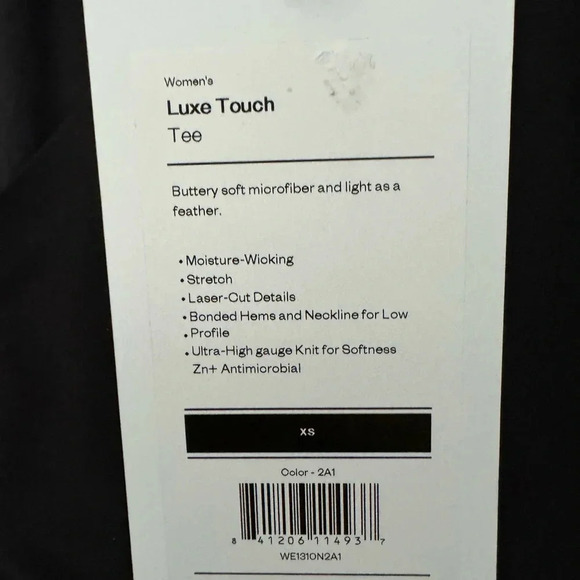 Women's
Luxe Touch
Tee
Buttery soft microfiber and light as a
feather.
• Moisture-Wicking
• Stretch
• Laser-Cut Details
• Bonded Hems and Neckline for Low
• Profile
• Ultra-High gauge Knit for Softness
Zn+ Antimicrobial
XS
Color - 2A1
8 41206 11493 7
WE1310N2A1